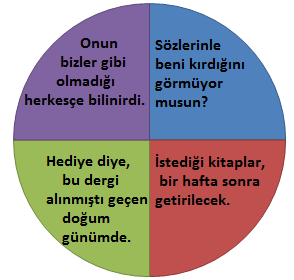 Onun
bizler gibi
olmadığı
herkesçe bilinirdi.
Sözlerinle
beni kırdığını
görmüyor
musun?
Hediye diye,
bu dergi
alınmıştı geçen
doğum
günümde.
İstediği kitaplar,
bir hafta sonra
getirilecek.